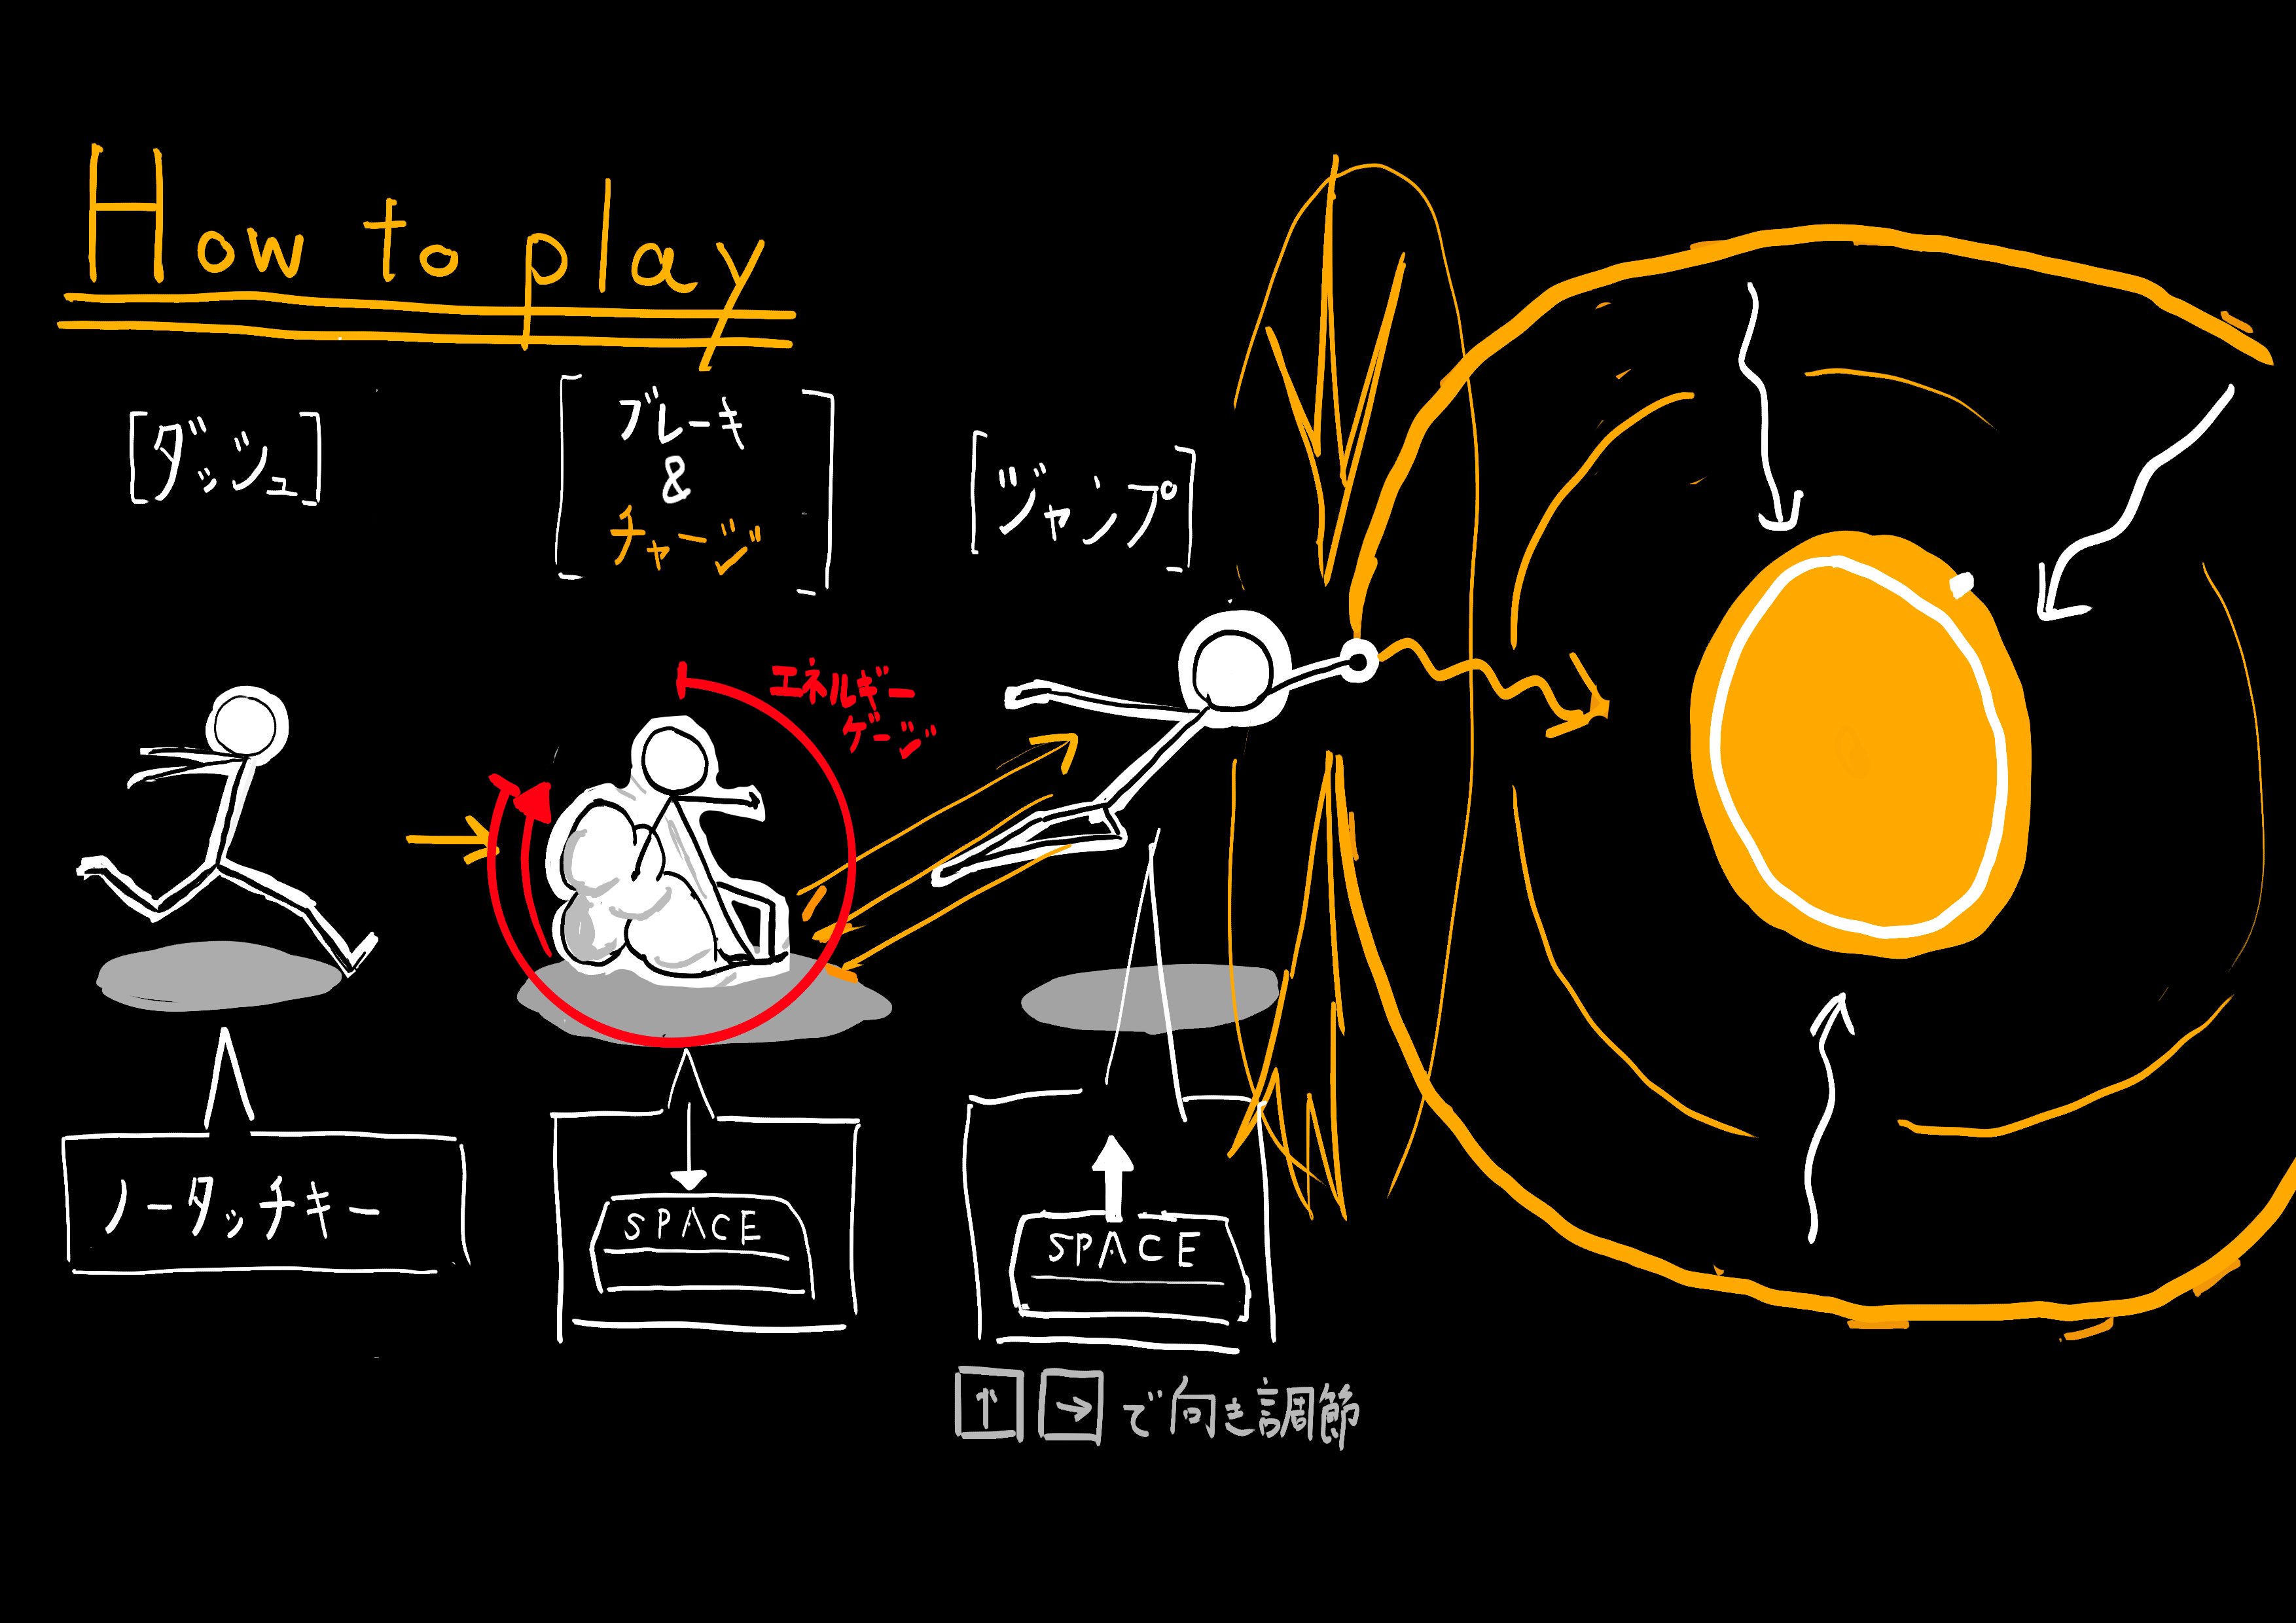 How to play
[ダッシュ]
[ブレーキ
&
チャージ]
[ジャンプ]
エネルギー
ゲージ
ノータッチキー
SPACE
SPACE
↑ → で向き調節